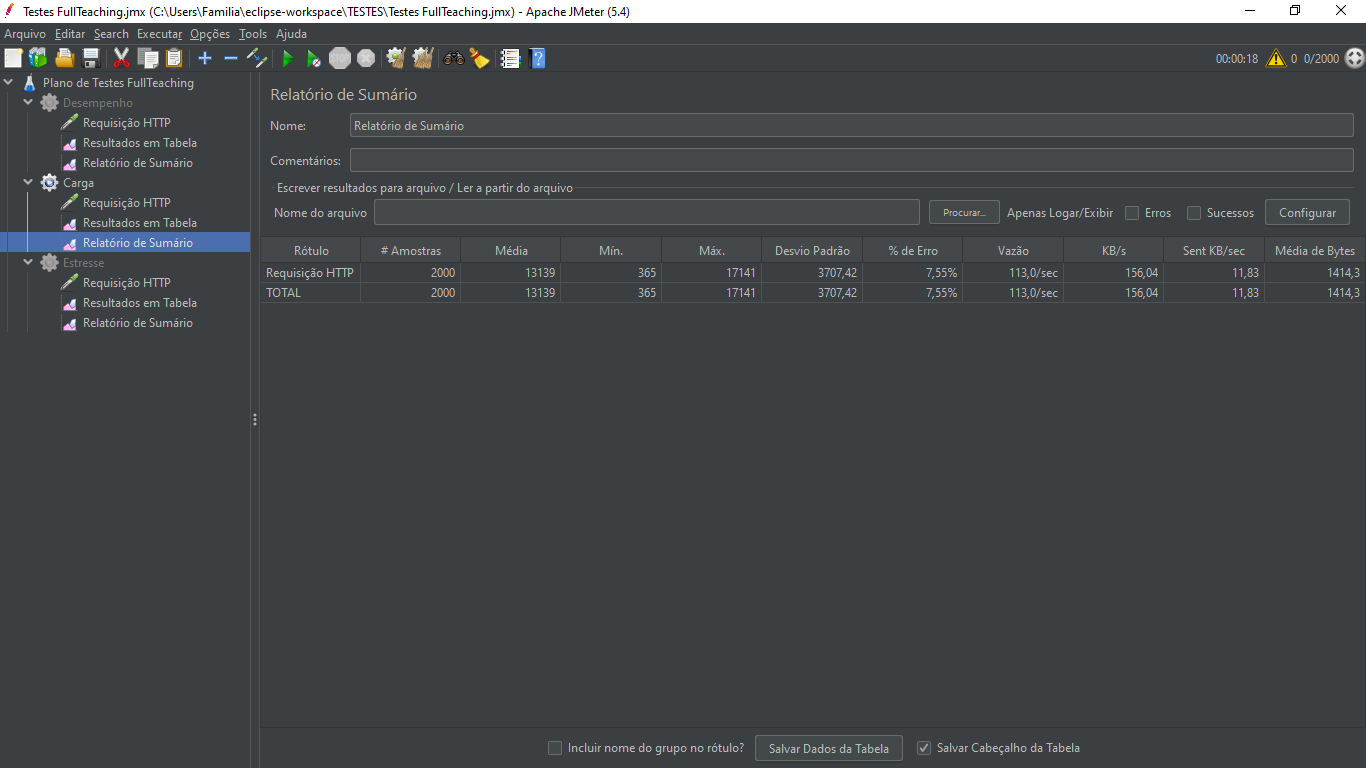 Testes FullTeaching.jmx (C:\Users\Familia\eclipse-workspace\TESTES\Testes FullTeaching.jmx) - Apache JMeter (5.4)
Arquivo Editar Search Executar Opções Tools Ajuda
00:00:18 0 0/2000
Plano de Testes FullTeaching
Desempenho
Requisição HTTP
Resultados em Tabela
Relatório de Sumário
Carga
Requisição HTTP
Resultados em Tabela
Relatório de Sumário
Estresse
Requisição HTTP
Resultados em Tabela
Relatório de Sumário
Relatório de Sumário
Nome: Relatório de Sumário
Comentários:
Escrever resultados para arquivo / Ler a partir do arquivo
Nome do arquivo Procurar... Apenas Logar/Exibir Erros Sucessos Configurar
Rótulo # Amostras Média Mín. Máx. Desvio Padrão % de Erro Vazão KB/s Sent KB/sec Média de Bytes
Requisição HTTP 2000 13139 365 17141 3707,42 7,55% 113,0/sec 156,04 11,83 1414,3
TOTAL 2000 13139 365 17141 3707,42 7,55% 113,0/sec 156,04 11,83 1414,3
Incluir nome do grupo no rótulo? Salvar Dados da Tabela Salvar Cabeçalho da Tabela